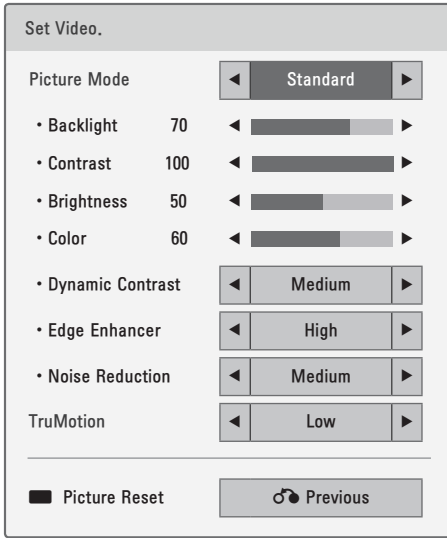 Set Video.
Picture Mode Standard
• Backlight 70
• Contrast 100
• Brightness 50
• Color 60
• Dynamic Contrast Medium
• Edge Enhancer High
• Noise Reduction Medium
TruMotion Low
Picture Reset Previous